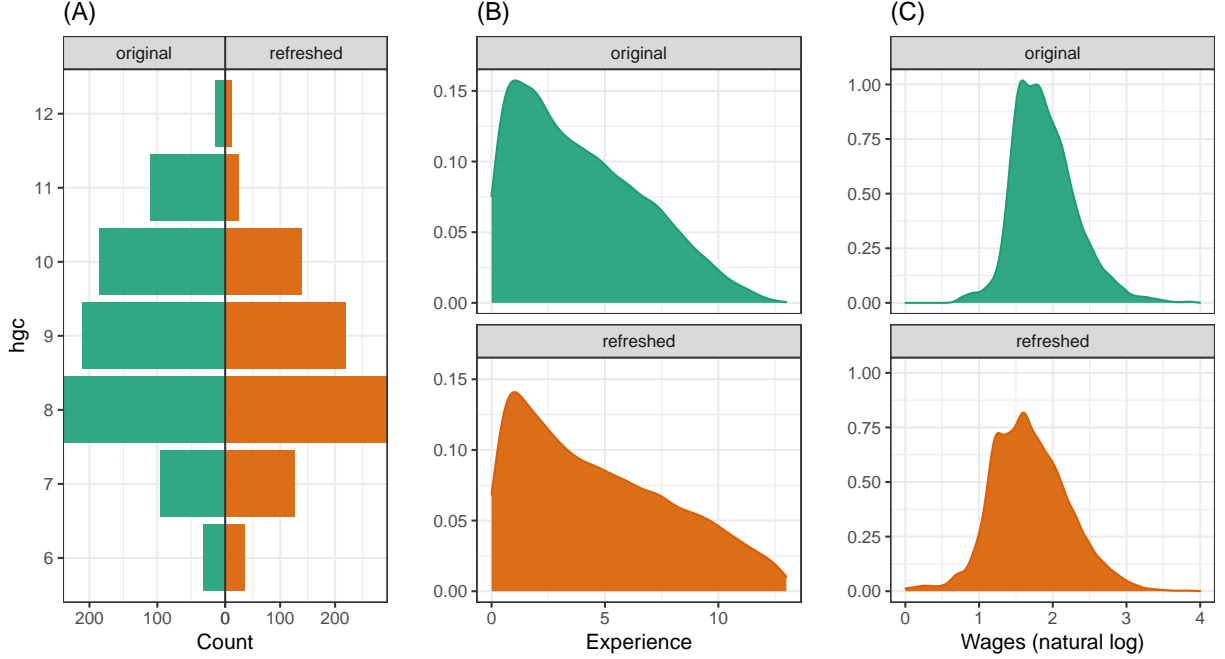 (A)
original refreshed
12
11
10
9
8
7
6
hgc
200 100 0 0 100 200
Count
(B)
original
0.15
0.10
0.05
0.00
refreshed
0.15
0.10
0.05
0.00
0 5 10
Experience
(C)
original
1.00
0.75
0.50
0.25
0.00
refreshed
1.00
0.75
0.50
0.25
0.00
0 1 2 3 4
Wages (natural log)